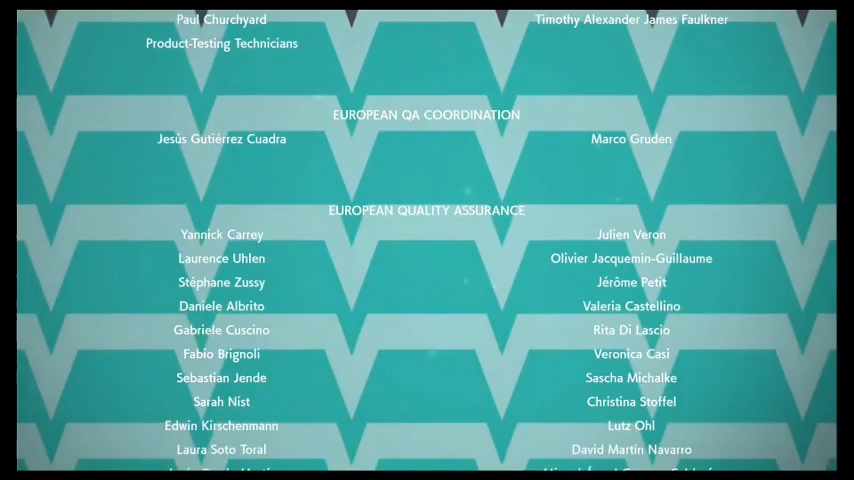 Paul Churchyard Timothy Alexander James Faulkner
Product-Testing Technicians
EUROPEAN QA COORDINATION
Jesús Gutiérrez Cuadra Marco Gruden
EUROPEAN QUALITY ASSURANCE
Yannick Carrey Julien Veron
Laurence Uhlen Olivier Jacquemin-Guillaume
Stéphane Zussy Jérôme Petit
Daniele Albrito Valeria Castellino
Gabriele Cuscino Rita Di Lascio
Fabio Brignoli Veronica Casi
Sebastian Jende Sascha Michalke
Sarah Nist Christina Stoffel
Edwin Kirschenmann Lutz Ohl
Laura Soto Toral David Martín Navarro